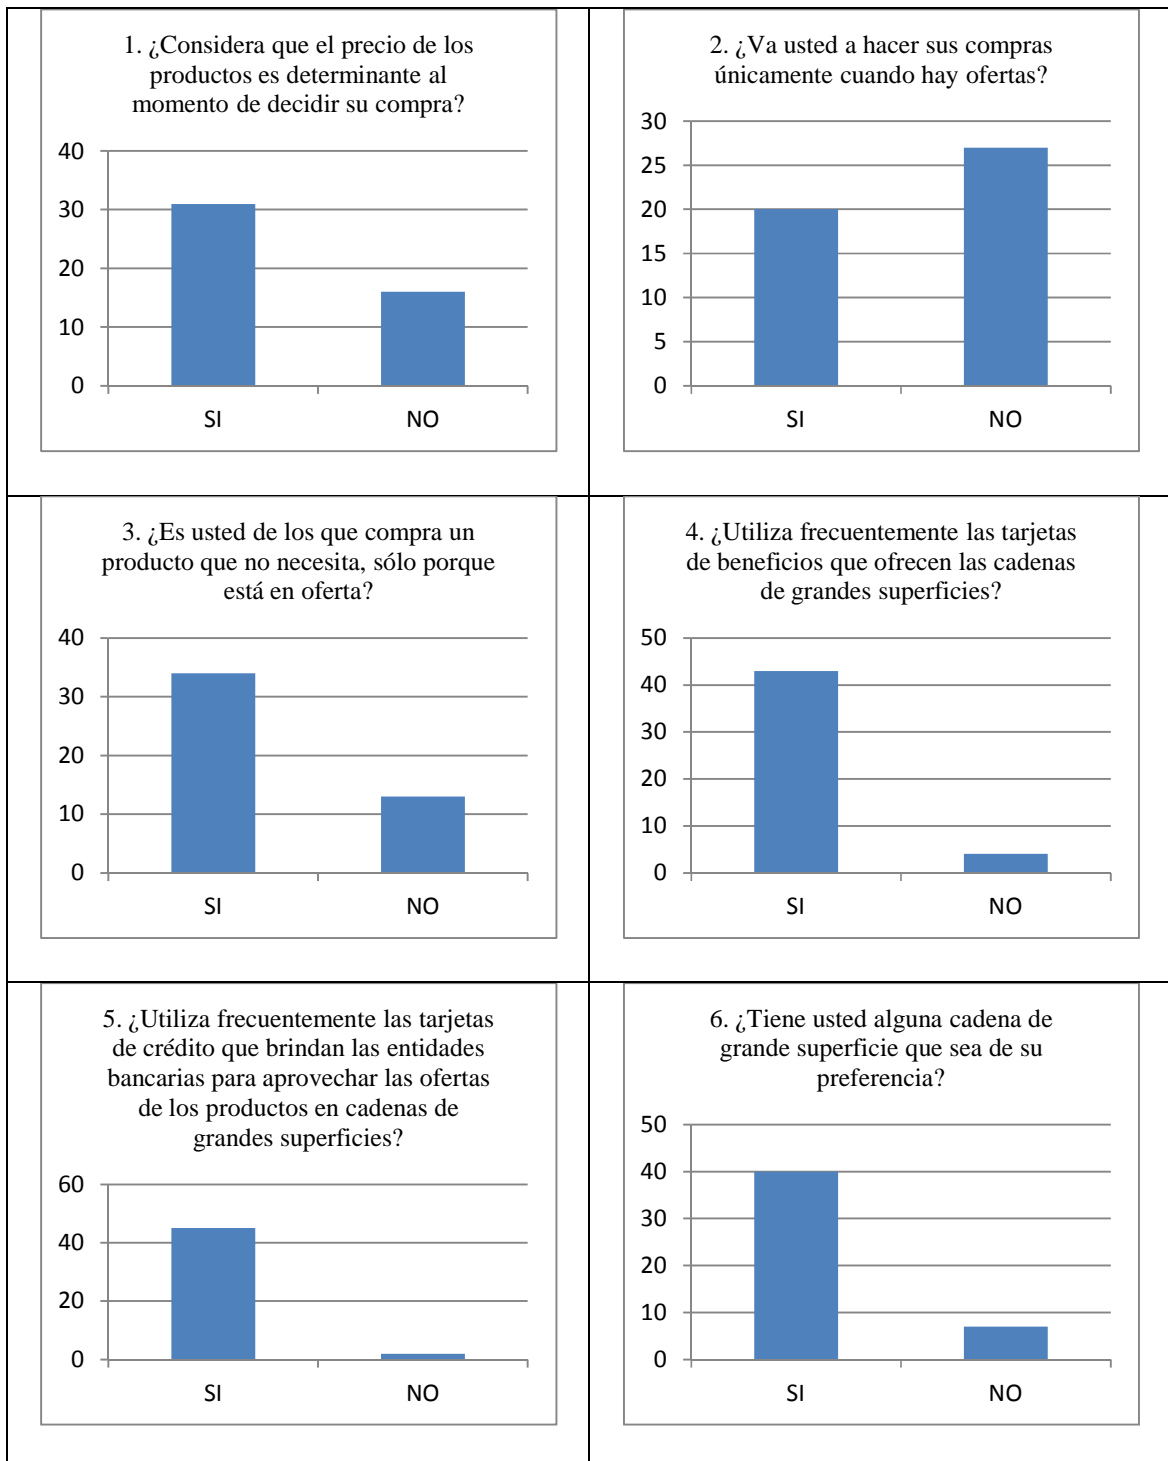 1. ¿Considera que el precio de los
productos es determinante al
momento de decidir su compra?
40
30
20
10
0
SI NO
2. ¿Va usted a hacer sus compras
únicamente cuando hay ofertas?
30
25
20
15
10
5
0
SI NO
3. ¿Es usted de los que compra un
producto que no necesita, sólo porque
está en oferta?
40
30
20
10
0
SI NO
4. ¿Utiliza frecuentemente las tarjetas
de beneficios que ofrecen las cadenas
de grandes superficies?
50
40
30
20
10
0
SI NO
5. ¿Utiliza frecuentemente las tarjetas
de crédito que brindan las entidades
bancarias para aprovechar las ofertas
de los productos en cadenas de
grandes superficies?
60
40
20
0
SI NO
6. ¿Tiene usted alguna cadena de
grande superficie que sea de su
preferencia?
50
40
30
20
10
0
SI NO